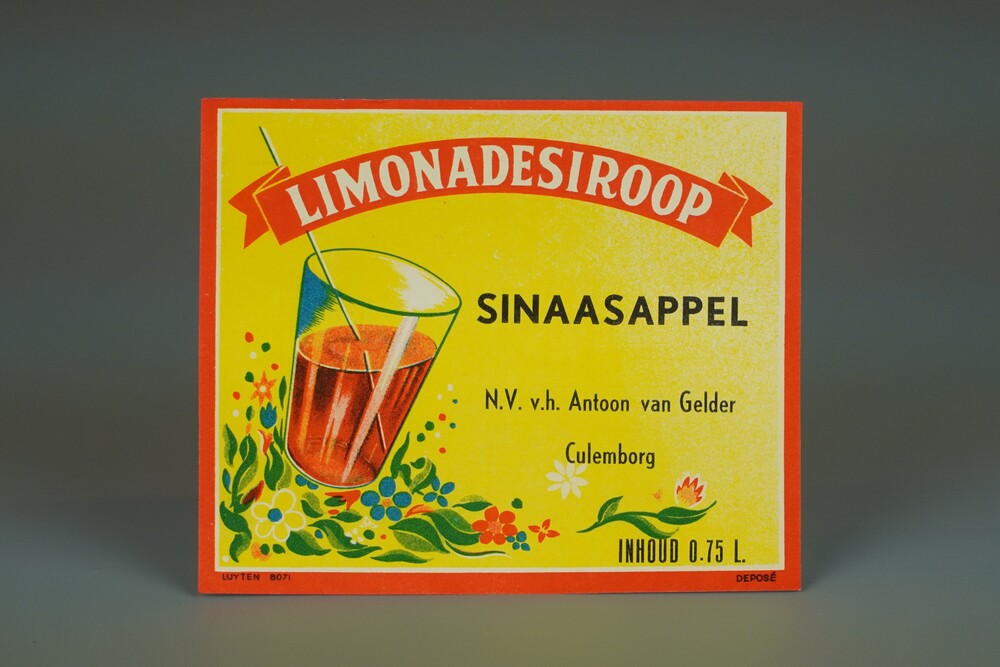 LIMONADESIROOP
SINAASAPPEL
N.V. v.h. Antoon van Gelder
Culemborg
INHOUD 0.75 L.
LUYTEN 8071
DEPOSÉ